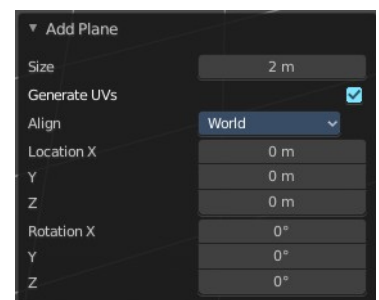 Add Plane
Size 2 m
Generate UVs
Align World
Location X 0 m
Y 0 m
Z 0 m
Rotation X 0°
Y 0°
Z 0°